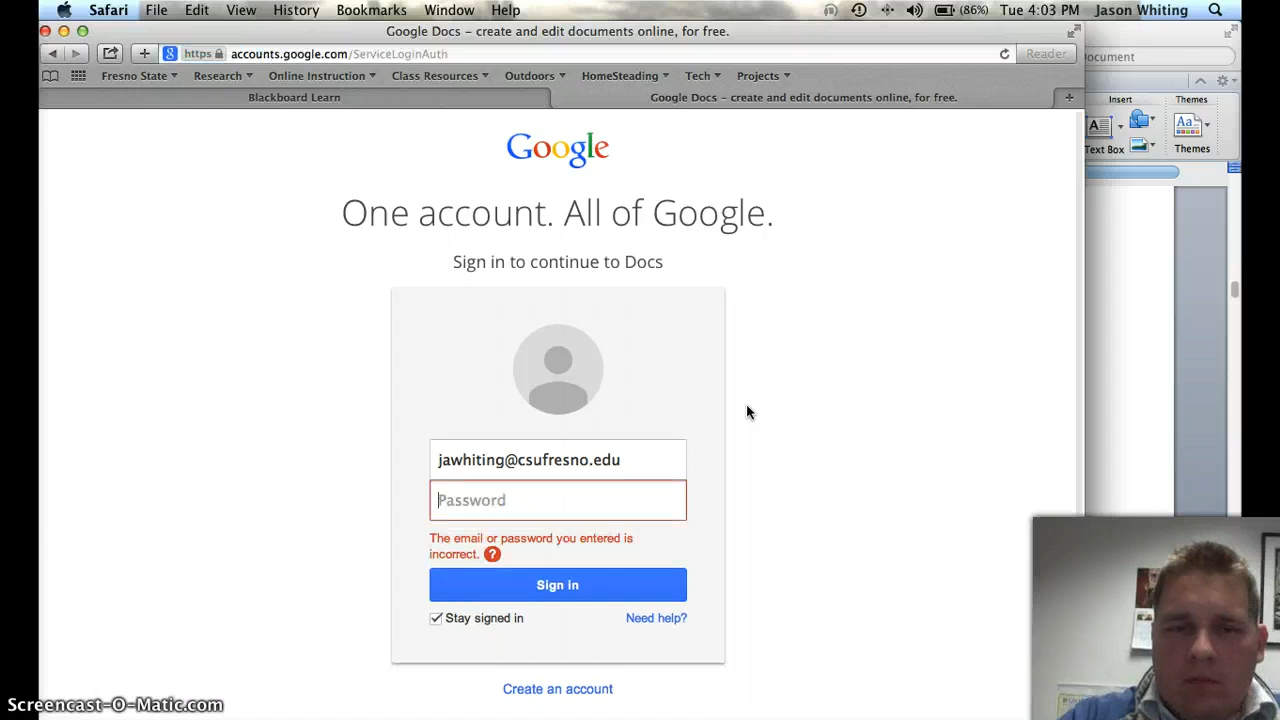 Safari File Edit View History Bookmarks Window Help (86%) Tue 4:03 PM Jason Whiting
Google Docs – create and edit documents online, for free.
https accounts.google.com/ServiceLoginAuth Reader
Fresno State Research Online Instruction Class Resources Outdoors HomeSteading Tech Projects
Blackboard Learn Google Docs – create and edit documents online, for free. +
ocument
Insert Themes
A Aa
Text Box Themes
Google
One account. All of Google.
Sign in to continue to Docs
jawhiting@csufresno.edu
Password
The email or password you entered is
incorrect. ?
Sign in
Stay signed in Need help?
Create an account
Screencast-O-Matic.com